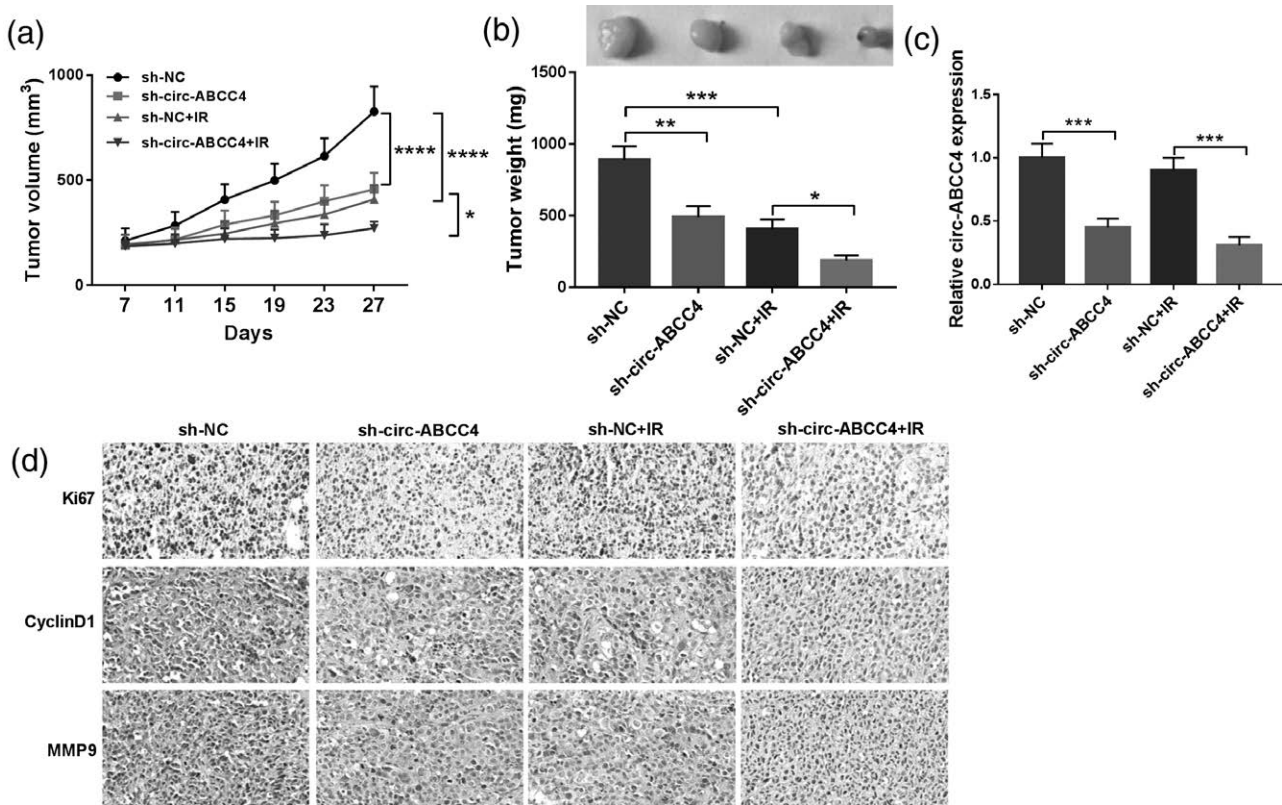 (a)
Tumor volume (mm³)
1000
500
0
sh-NC
sh-circ-ABCC4
sh-NC+IR
sh-circ-ABCC4+IR
****
****
*
7 11 15 19 23 27
Days
(b)
Tumor weight (mg)
1500
1000
500
0
***
**
*
sh-NC
sh-circ-ABCC4
sh-NC+IR
sh-circ-ABCC4+IR
(c)
Relative circ-ABCC4 expression
1.5
1.0
0.5
0.0
***
***
sh-NC
sh-circ-ABCC4
sh-NC+IR
sh-circ-ABCC4+IR
(d)
sh-NC sh-circ-ABCC4 sh-NC+IR sh-circ-ABCC4+IR
Ki67
CyclinD1
MMP9